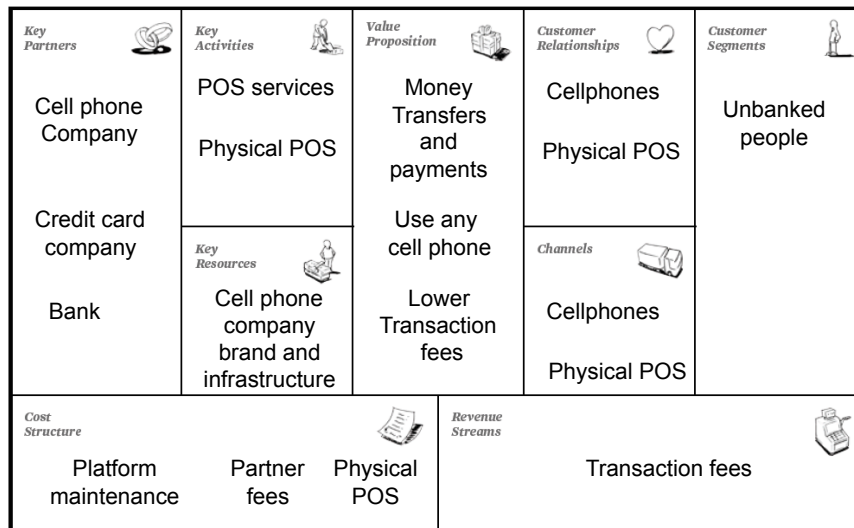 Key
Partners
Cell phone
Company
Credit card
company
Bank
Key
Activities
POS services
Physical POS
Key
Resources
Cell phone
company
brand and
infrastructure
Value
Proposition
Money
Transfers
and
payments
Use any
cell phone
Lower
Transaction
fees
Customer
Relationships
Cellphones
Physical POS
Channels
Cellphones
Physical POS
Customer
Segments
Unbanked
people
Cost
Structure
Platform
maintenance
Partner
fees
Physical
POS
Revenue
Streams
Transaction fees